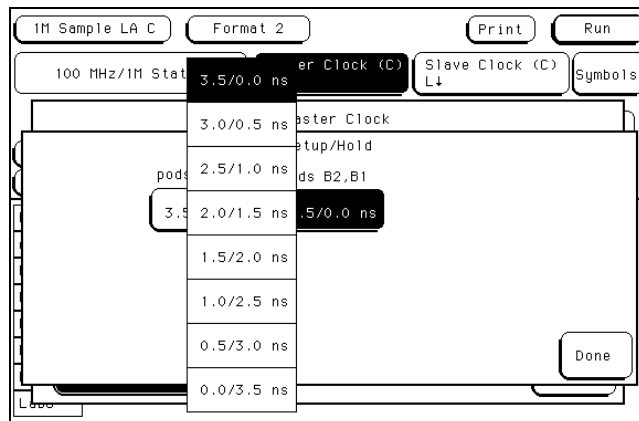 1M Sample LA C Format 2 Print Run
100 MHz/1M Stat er Clock (C) Slave Clock (C) Symbols
L↓
3.5/0.0 ns
3.0/0.5 ns
2.5/1.0 ns
2.0/1.5 ns
1.5/2.0 ns
1.0/2.5 ns
0.5/3.0 ns
0.0/3.5 ns
aster Clock
etup/Hold
pods ds B2,B1
3.5 .5/0.0 ns
Done